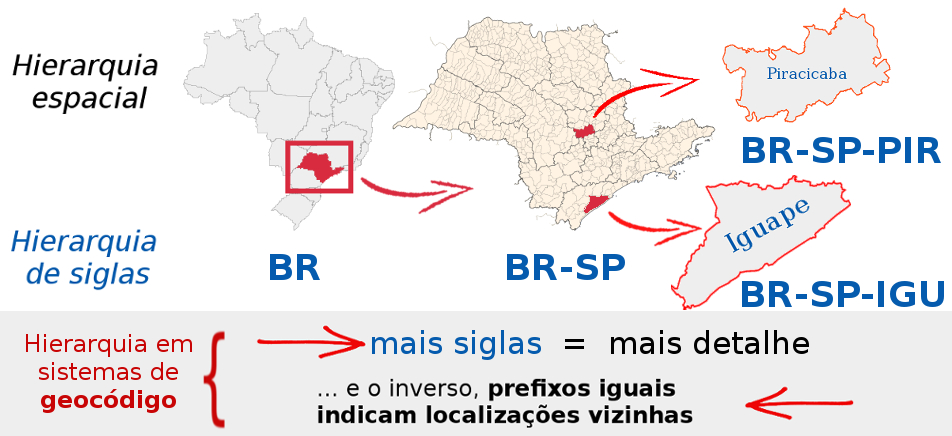 Hierarquia
espacial
Piracicaba
BR-SP-PIR
Hierarquia
de siglas
BR
BR-SP
Iguape
BR-SP-IGU
Hierarquia em
sistemas de
geocódigo
mais siglas = mais detalhe
... e o inverso, prefixos iguais
indicam localizações vizinhas